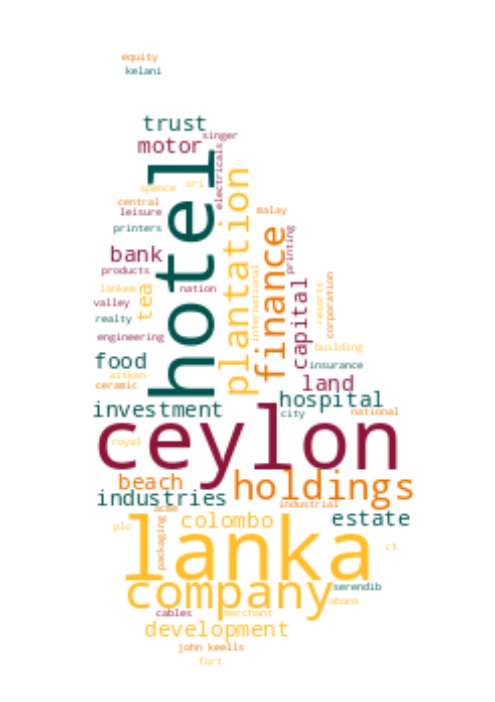 equity
kelani
trust
singer
motor
electricals
hotel
spence
sri
plantation
central
leisure
malay
printers
finance
printing
bank
products
international
lankem
nation
tea
valley
capital
resorts
corporation
realty
engineering
building
food
insurance
aitken
ceramic
land
hospital
investment
city
national
ceylon
royal
beach
holdings
industries
industrial
acme
packaging
colombo
estate
plc
lanka
ct
company
serendib
abans
cables
merchant
development
john keells
fort